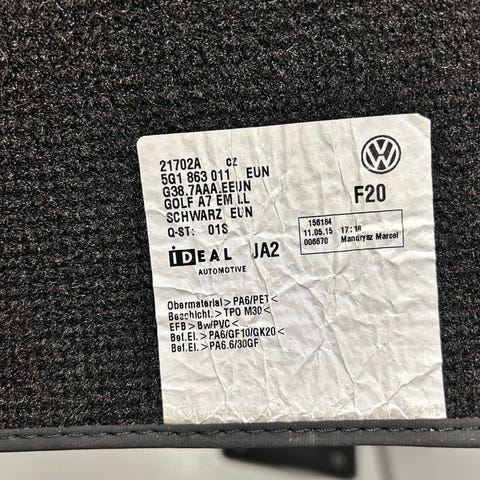 21702A CZ
5G1 863 011 EUN
G38.7AAA.EEUN
GOLF A7 EM LL
SCHWARZ EUN
Q-ST: 01S
F20
156184
11.05.15 17:18
006670 Mandrysz Marcel
iDEAL JA2
AUTOMOTIVE
Obermaterial > PA6/PET <
Beschicht. > TPO M30 <
EFB > Bw/PVC <
Bef.El. > PA6/GF10/GK20 <
Bef.El. > PA6.6/30GF